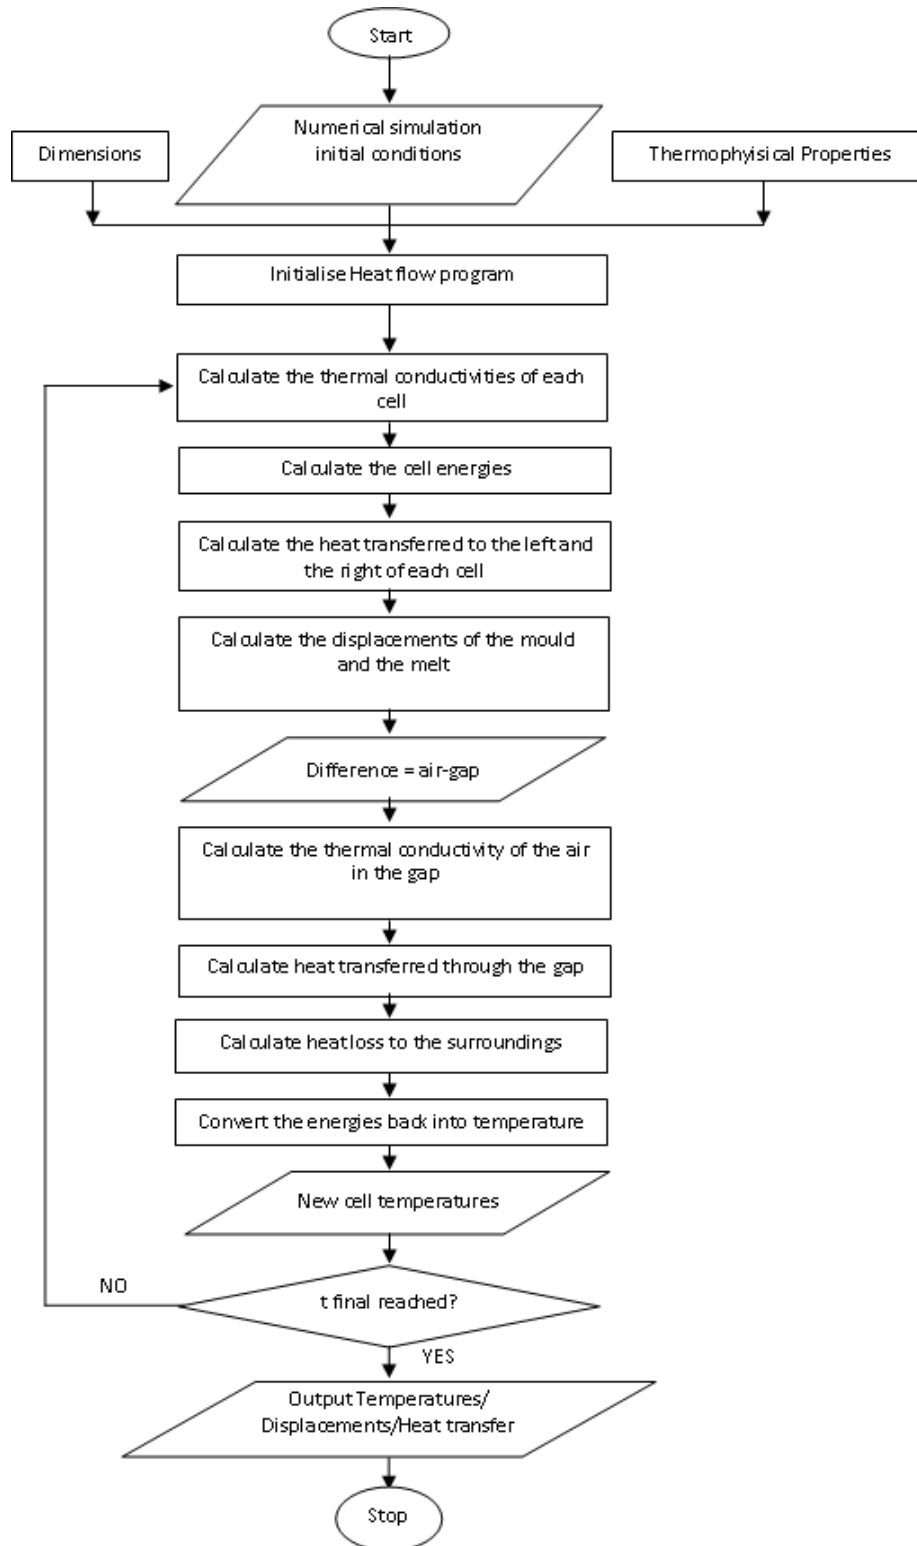 Start
Numerical simulation
initial conditions
Dimensions
Thermophyisical Properties
Initialise Heat flow program
Calculate the thermal conductivities of each
cell
Calculate the cell energies
Calculate the heat transferred to the left and
the right of each cell
Calculate the displacements of the mould
and the melt
Difference = air-gap
Calculate the thermal conductivity of the air
in the gap
Calculate heat transferred through the gap
Calculate heat loss to the surroundings
Convert the energies back into temperature
New cell temperatures
NO
t final reached?
YES
Output Temperatures/
Displacements/Heat transfer
Stop